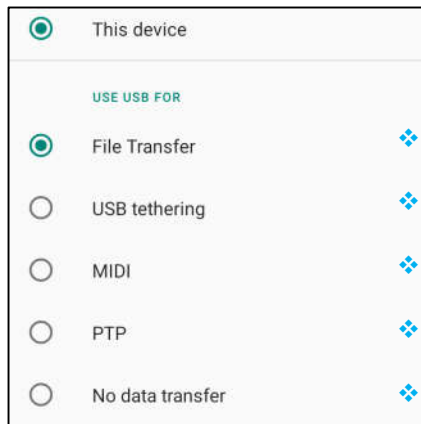 This device
USE USB FOR
File Transfer
USB tethering
MIDI
PTP
No data transfer